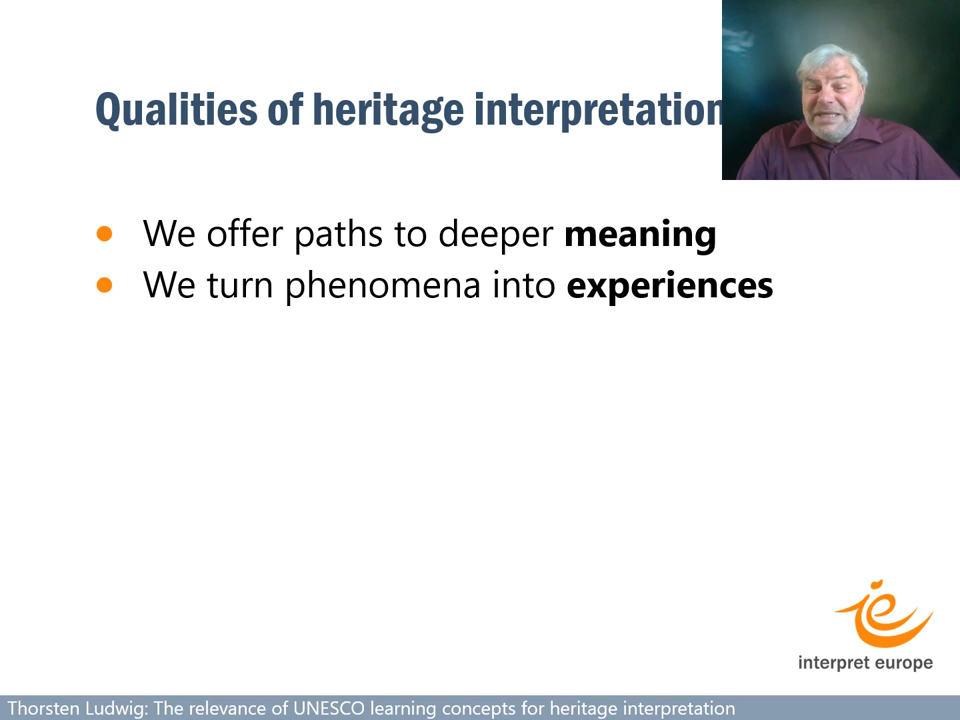 Qualities of heritage interpretation
We offer paths to deeper meaning
We turn phenomena into experiences
interpret europe
Thorsten Ludwig: The relevance of UNESCO learning concepts for heritage interpretation